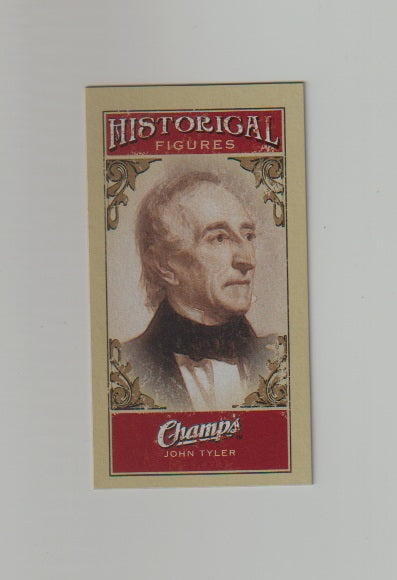 HISTORICAL
FIGURES
Champs
JOHN TYLER